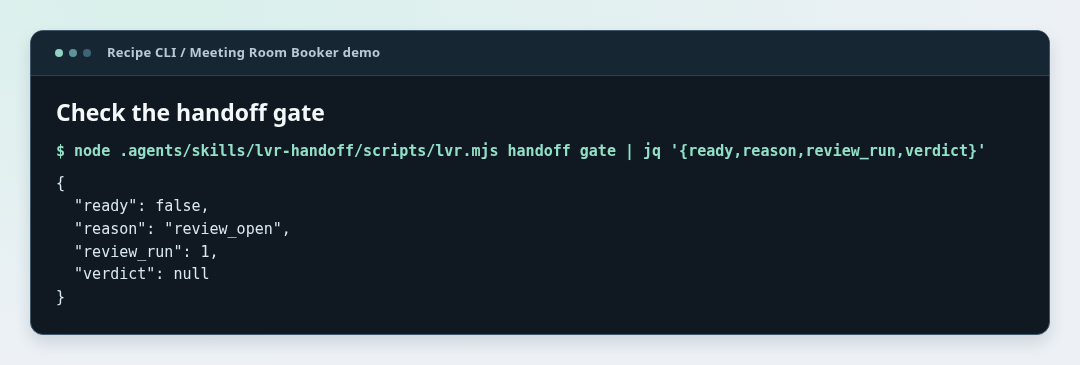 Recipe CLI / Meeting Room Booker demo
Check the handoff gate
$ node .agents/skills/lvr-handoff/scripts/lvr.mjs handoff gate | jq '{ready,reason,review_run,verdict}'
{
  "ready": false,
  "reason": "review_open",
  "review_run": 1,
  "verdict": null
}